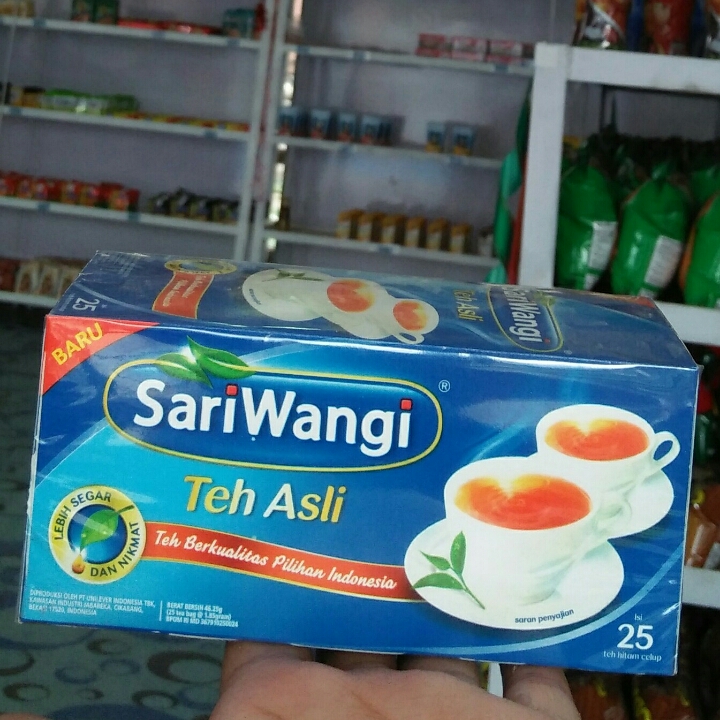 25
Teh Asli
SariWangi
BARU
SariWangi®
Teh Asli
LEBIH SEGAR
DAN NIKMAT
Teh Berkualitas Pilihan Indonesia
DIPRODUKSI OLEH PT UNILEVER INDONESIA TBK,
KAWASAN INDUSTRI JABABEKA, CIKARANG,
BEKASI 17520, INDONESIA
BERAT BERSIH 46.25g
(25 tea bag @ 1.85gram)
saran penyajian
Isi
25
teh hitam celup